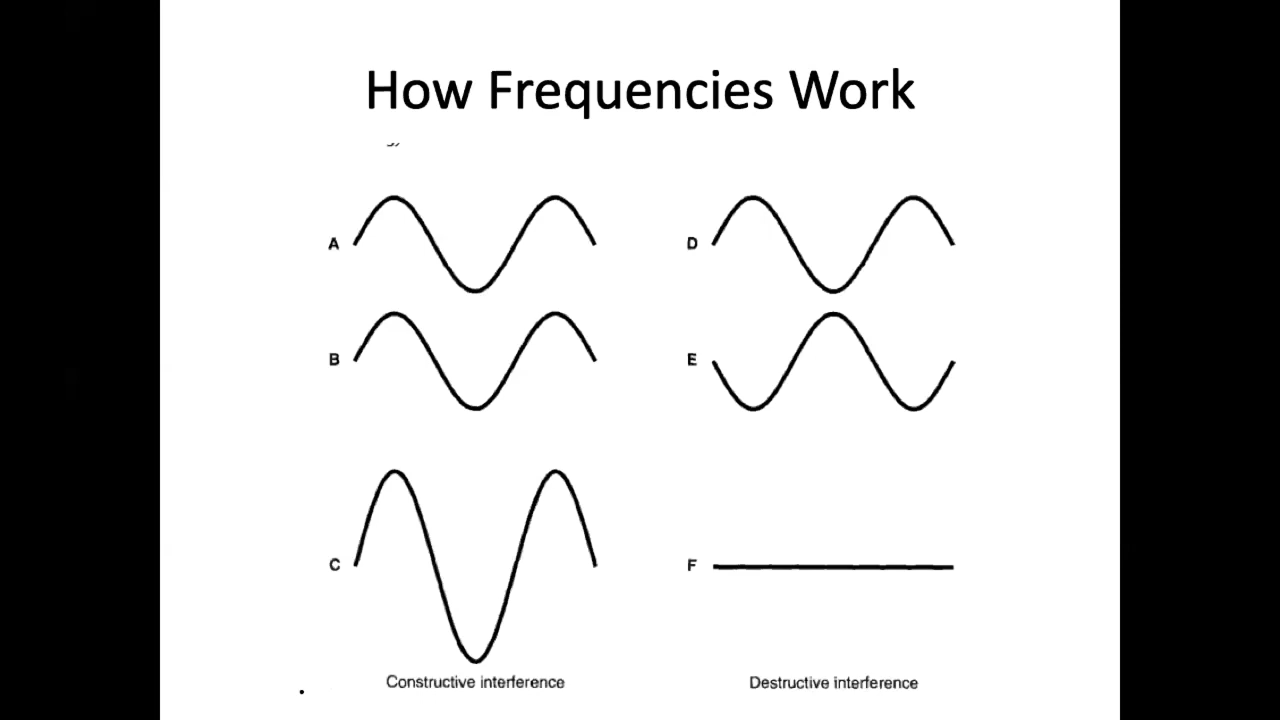 How Frequencies Work
A
D
B
E
C
F
Constructive interference
Destructive interference